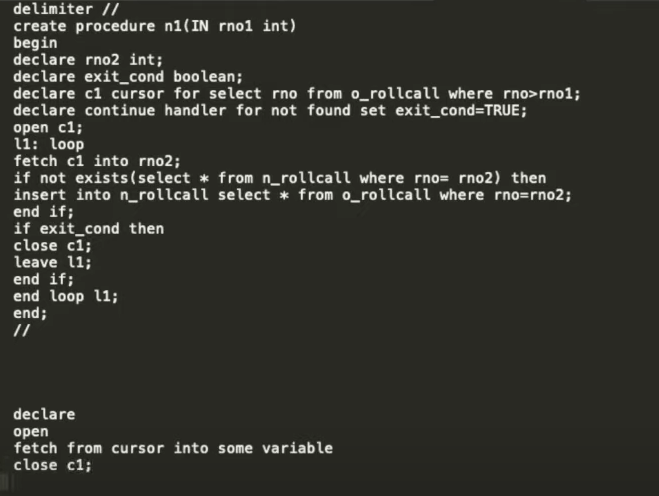 delimiter //
create procedure n1(IN rno1 int)
begin
declare rno2 int;
declare exit_cond boolean;
declare c1 cursor for select rno from o_rollcall where rno>rno1;
declare continue handler for not found set exit_cond=TRUE;
open c1;
l1: loop
fetch c1 into rno2;
if not exists(select * from n_rollcall where rno= rno2) then
insert into n_rollcall select * from o_rollcall where rno=rno2;
end if;
if exit_cond then
close c1;
leave l1;
end if;
end loop l1;
end;
//
declare
open
fetch from cursor into some variable
close c1;